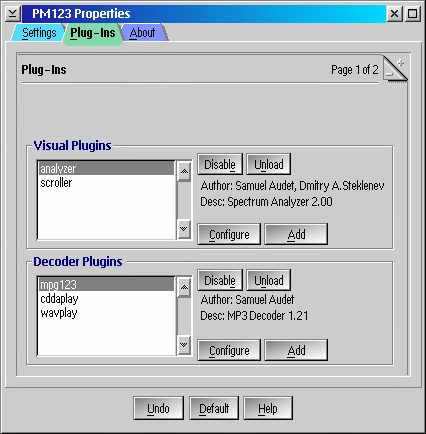 PM123 Properties
Settings Plug-Ins About
Plug-Ins Page 1 of 2
Visual Plugins
analyzer
scroller
Disable Unload
Author: Samuel Audet, Dmitry A.Steklenev
Desc: Spectrum Analyzer 2.00
Configure Add
Decoder Plugins
mpg123
cddaplay
wavplay
Disable Unload
Author: Samuel Audet
Desc: MP3 Decoder 1.21
Configure Add
Undo Default Help